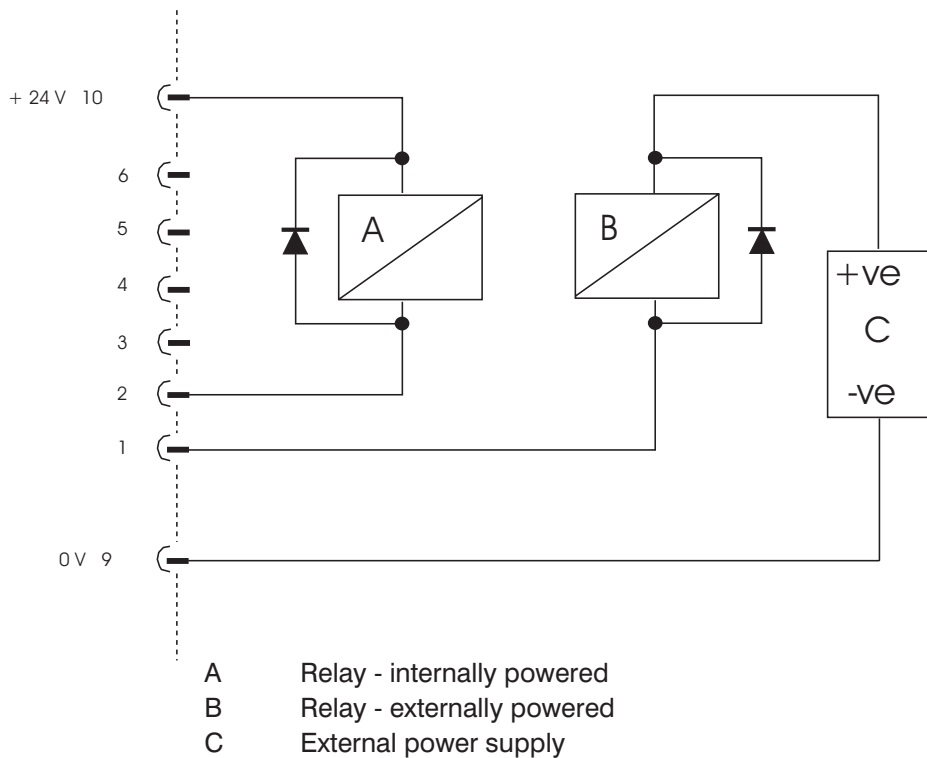 + 24 V 10
6
5
4
3
2
1
0 V 9
A
B
+ve
C
-ve
A Relay - internally powered
B Relay - externally powered
C External power supply